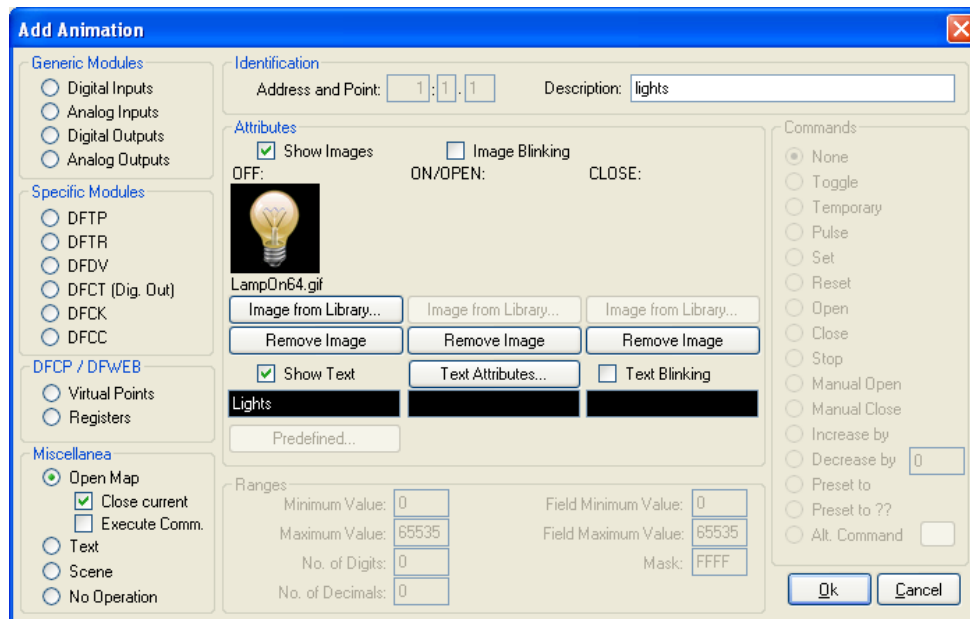 Add Animation
Generic Modules
Digital Inputs
Analog Inputs
Digital Outputs
Analog Outputs
Specific Modules
DFTP
DFTR
DFDV
DFCT (Dig. Out)
DFCK
DFCC
DFCP / DFWEB
Virtual Points
Registers
Miscellanea
Open Map
Close current
Execute Comm.
Text
Scene
No Operation
Identification
Address and Point: 1 : 1 . 1 Description: lights
Attributes
Show Images Image Blinking
OFF: ON/OPEN: CLOSE:
LampOn64.gif
Image from Library... Image from Library... Image from Library...
Remove Image Remove Image Remove Image
Show Text Text Attributes... Text Blinking
Lights
Predefined...
Ranges
Minimum Value: 0 Field Minimum Value: 0
Maximum Value: 65535 Field Maximum Value: 65535
No. of Digits: 0 Mask: FFFF
No. of Decimals: 0
Commands
None
Toggle
Temporary
Pulse
Set
Reset
Open
Close
Stop
Manual Open
Manual Close
Increase by
Decrease by 0
Preset to
Preset to ??
Alt. Command
Ok Cancel